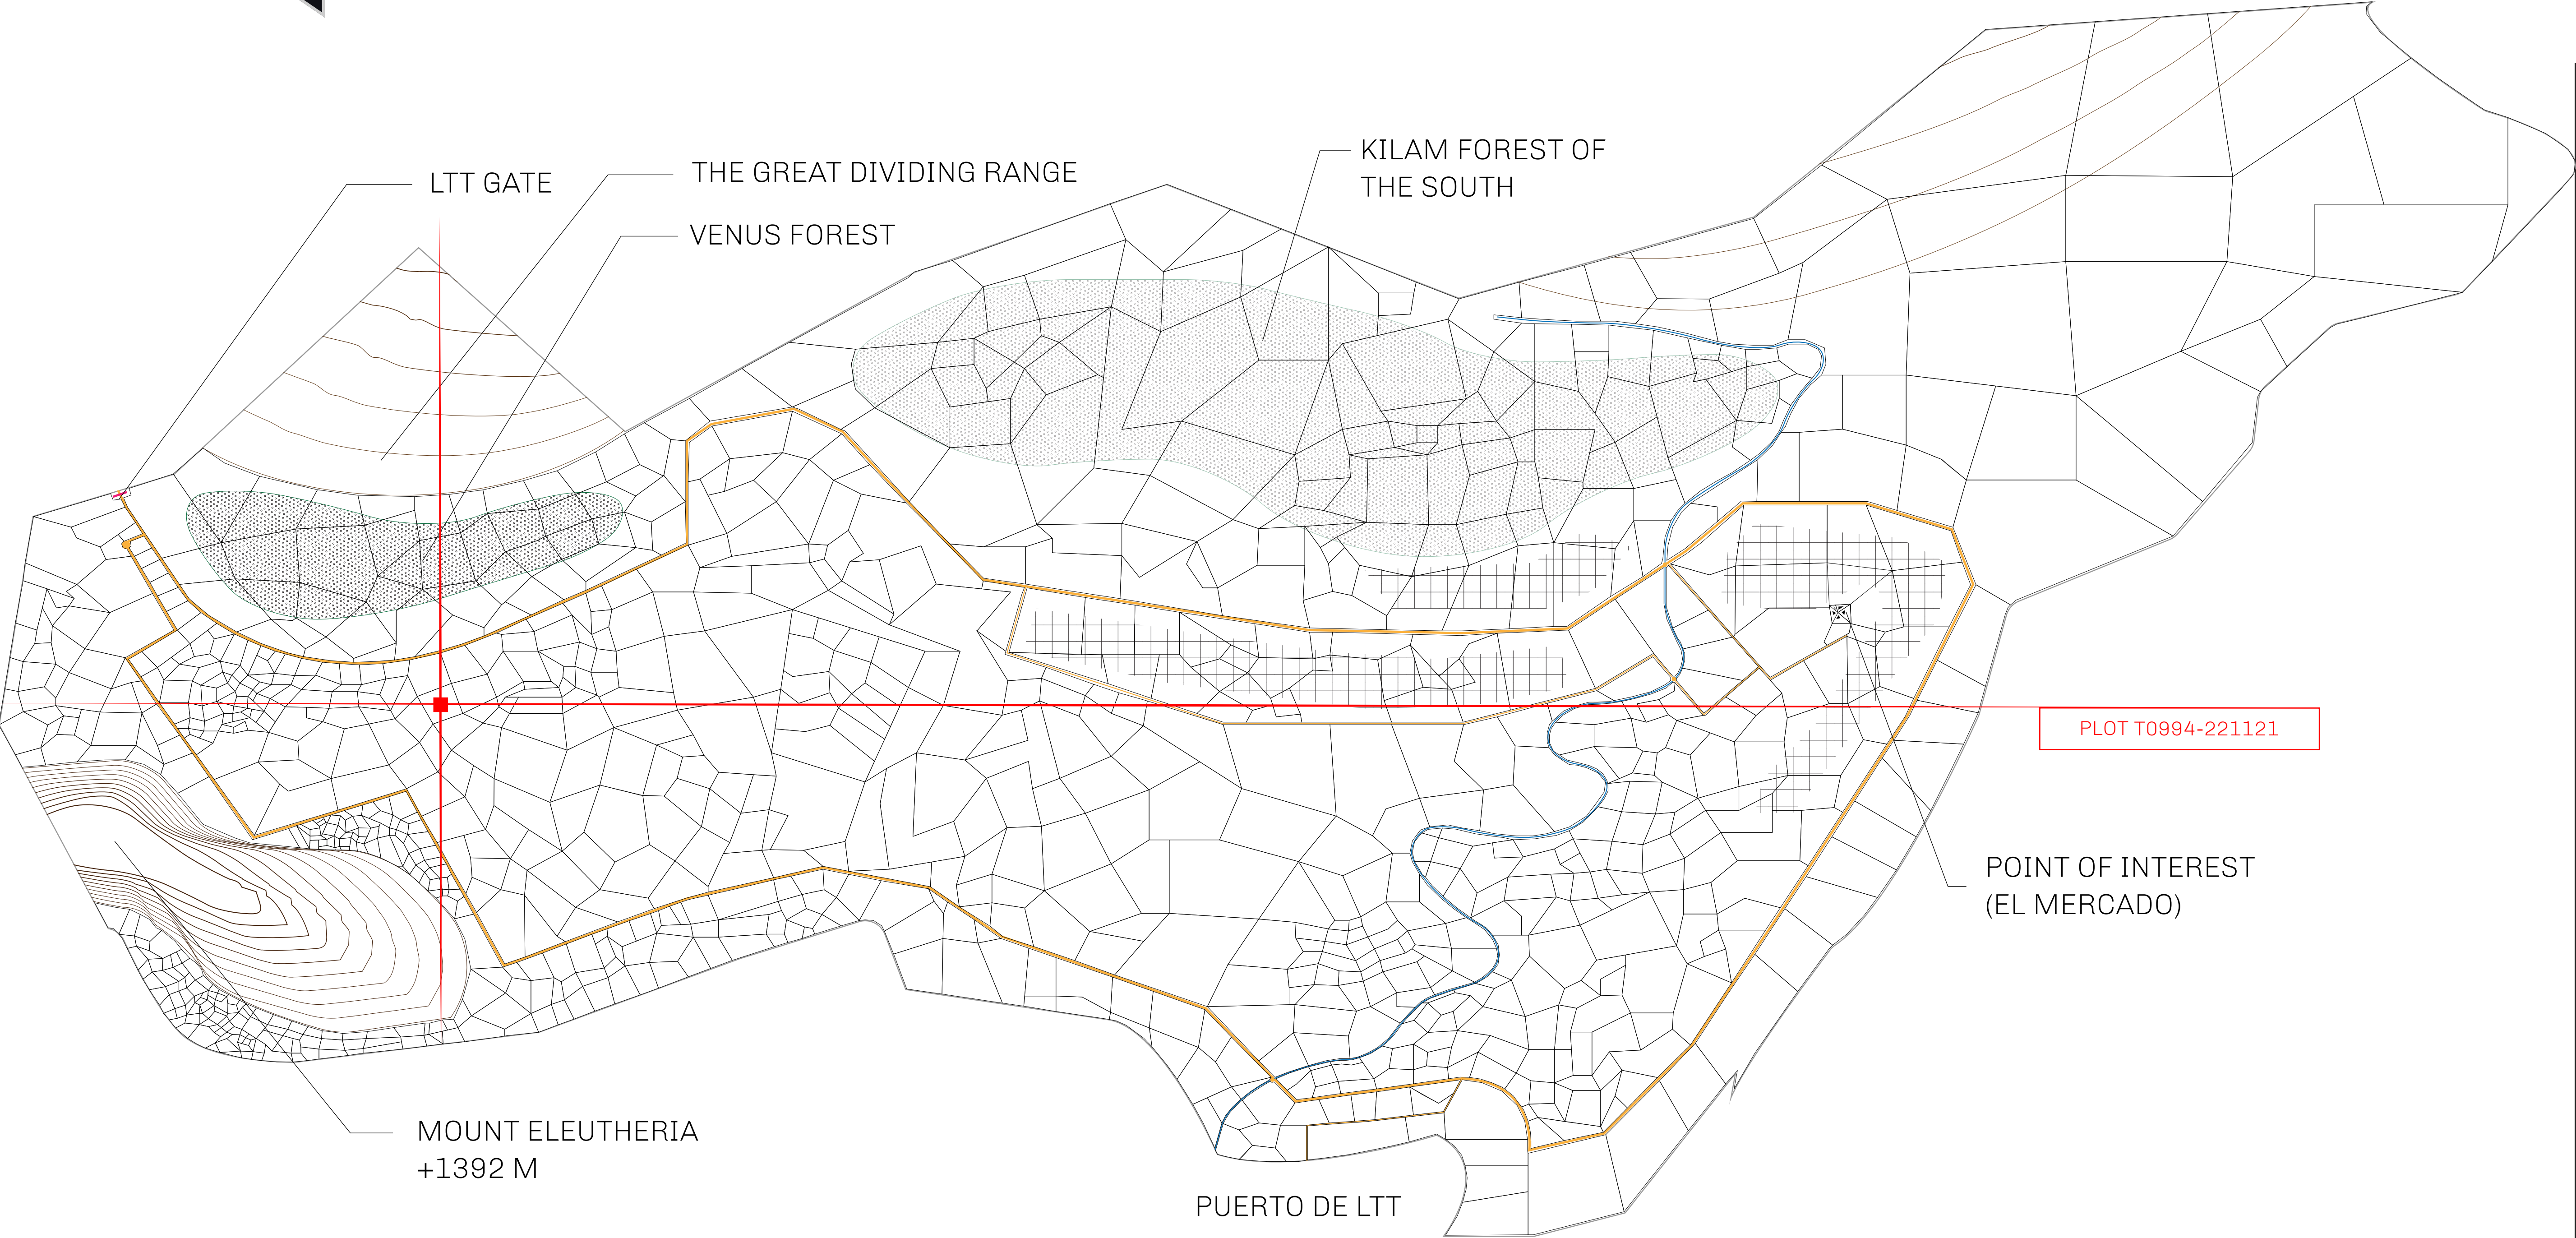 KILAM FOREST OF
THE SOUTH
THE GREAT DIVIDING RANGE
LTT GATE
VENUS FOREST
PLOT T0994-221121
POINT OF INTEREST
(EL MERCADO)
MOUNT ELEUTHERIA
+1392 M
PUERTO DE LTT